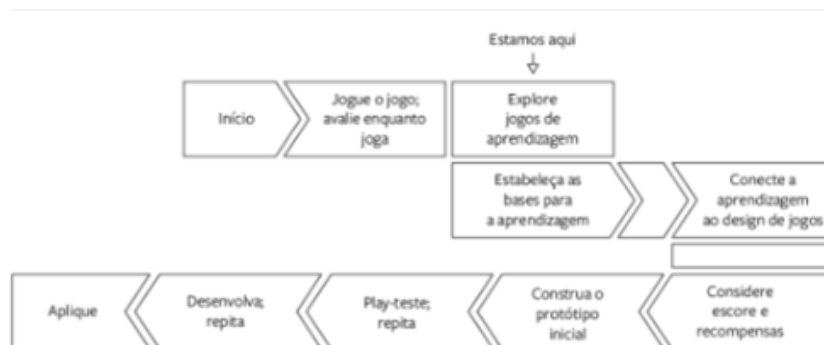 Estamos aqui
Início
Jogue o jogo;
avalie enquanto
joga
Explore
jogos de
aprendizagem
Estabeleça as
bases para
a aprendizagem
Conecte a
aprendizagem
ao design de jogos
Aplique
Desenvolva;
repita
Play-teste;
repita
Construa o
protótipo
inicial
Considere
escore e
recompensas